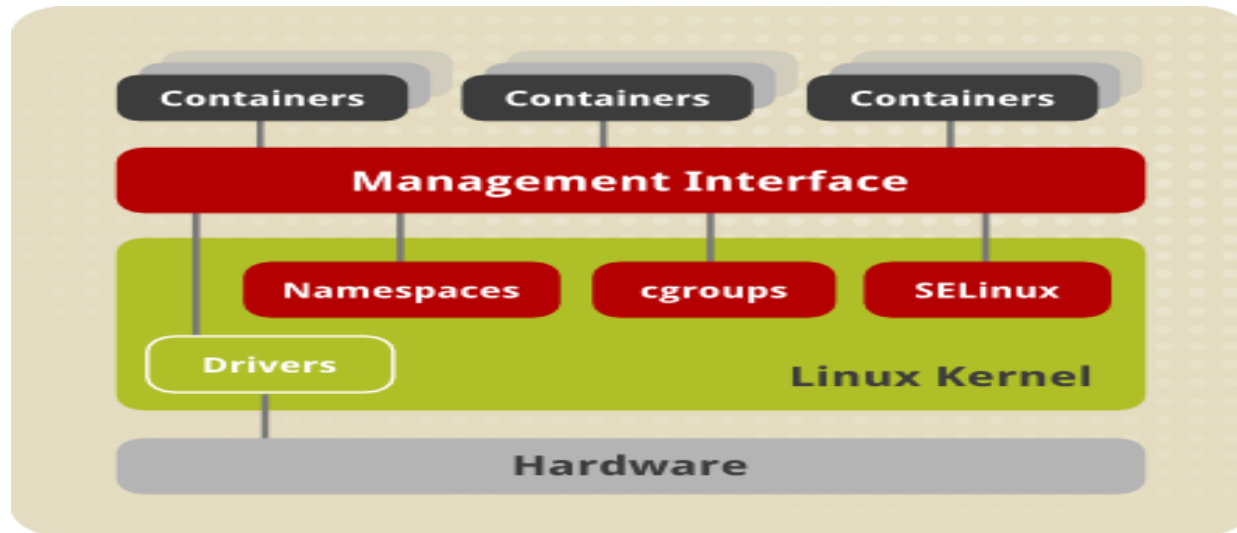 Containers
Containers
Containers
Management Interface
Namespaces
cgroups
SELinux
Drivers
Linux Kernel
Hardware